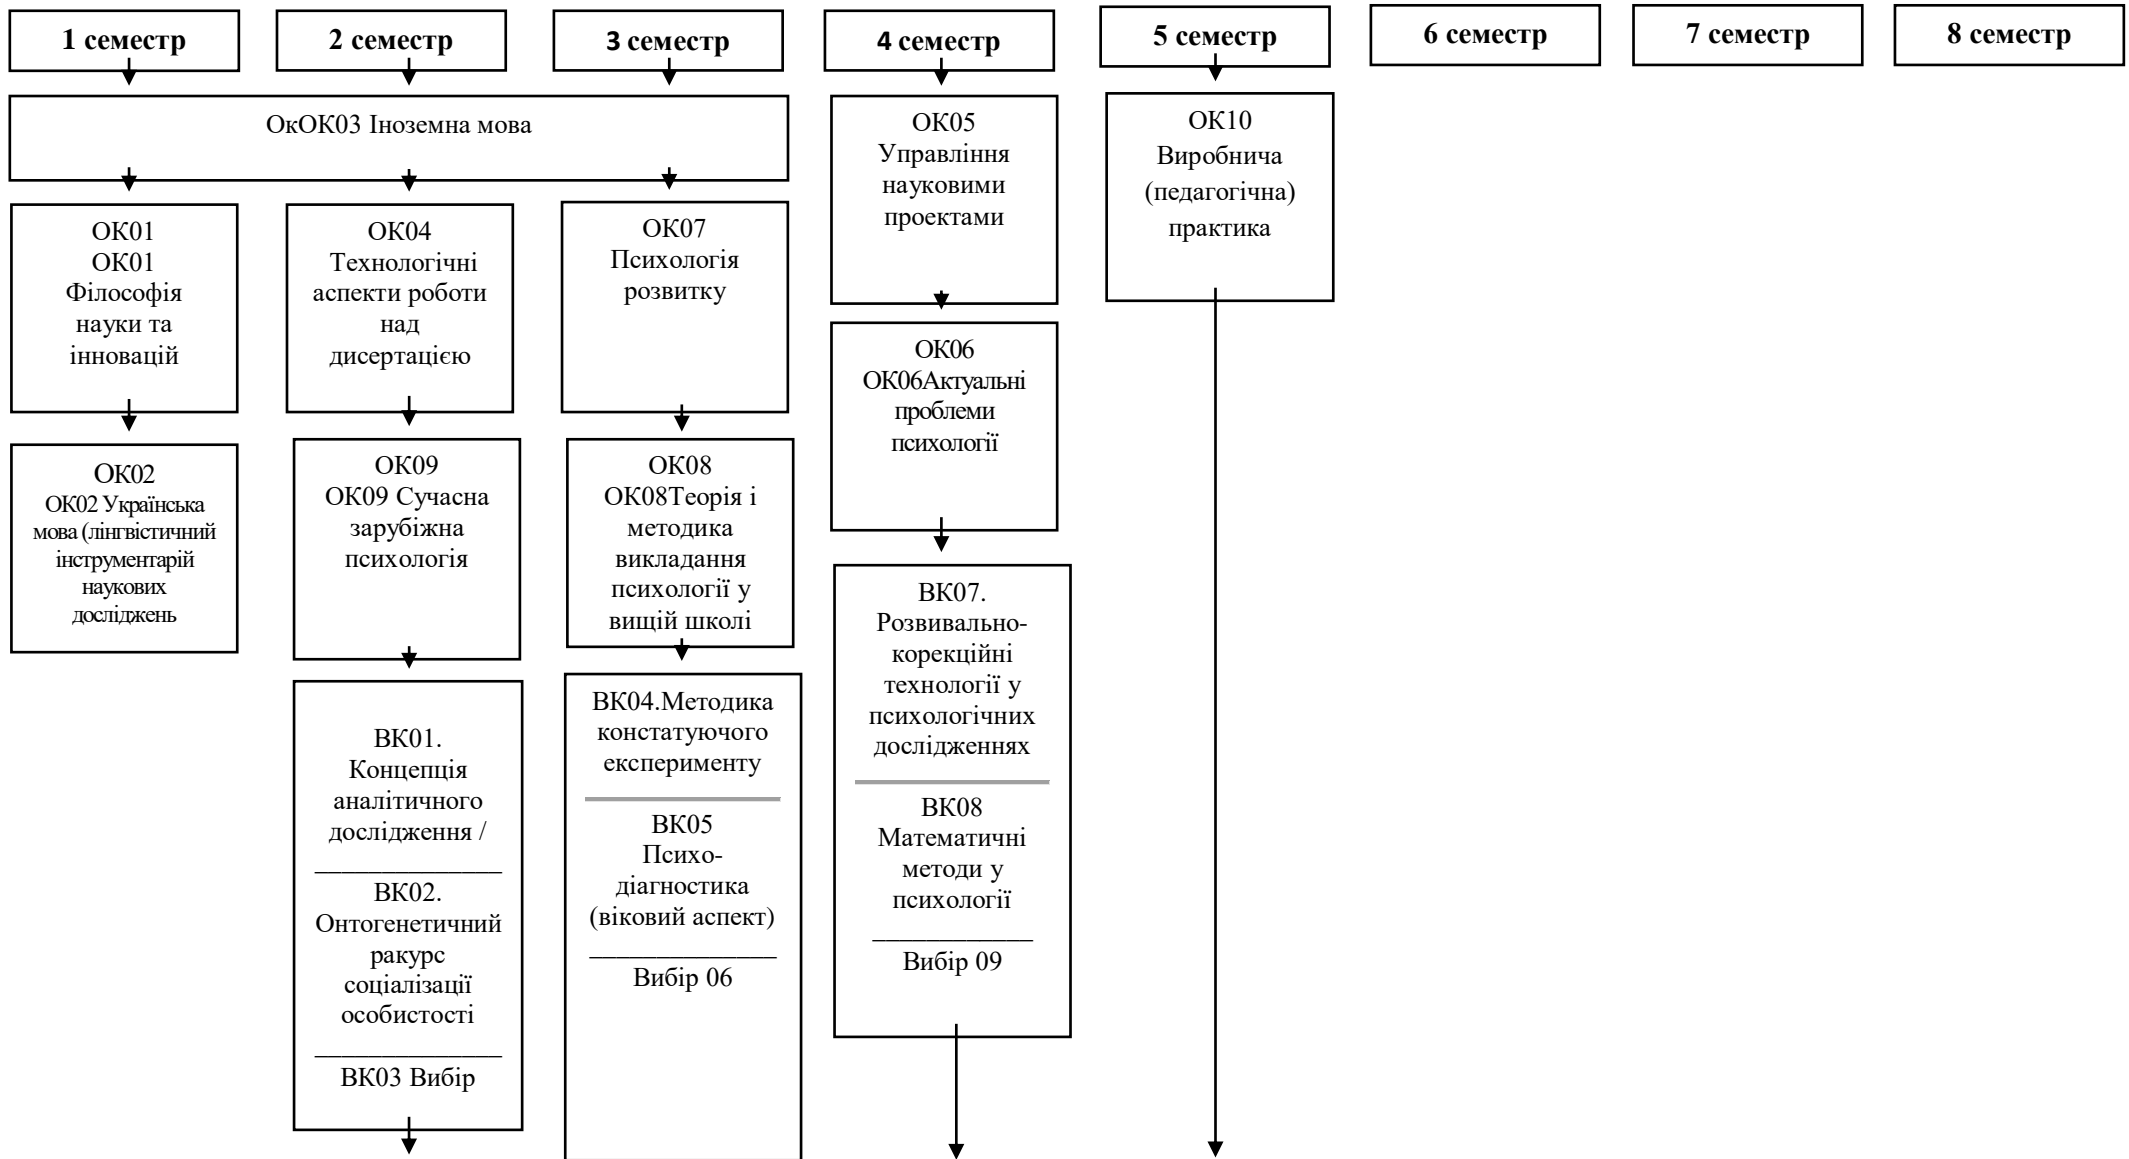 1 семестр
2 семестр
3 семестр
4 семестр
5 семестр
6 семестр
7 семестр
8 семестр
ОкОК03 Іноземна мова
ОК01
ОК01
Філософія
науки та
інновацій
ОК02
ОК02 Українська
мова (лінгвістичний
інструментарій
наукових
досліджень
ОК04
Технологічні
аспекти роботи
над
дисертацією
ОК09
ОК09 Сучасна
зарубіжна
психологія
ВК01.
Концепція
аналітичного
дослідження /
ВК02.
Онтогенетичний
ракурс
соціалізації
особистості
ВК03 Вибір
ОК07
Психологія
розвитку
ОК08
ОК08Теорія і
методика
викладання
психології у
вищій школі
ВК04.Методика
констатуючого
експерименту
ВК05
Психо-
діагностика
(віковий аспект)
Вибір 06
ОК05
Управління
науковими
проектами
ОК06
ОК06Актуальні
проблеми
психології
ВК07.
Розвивально-
корекційні
технології у
психологічних
дослідженнях
ВК08
Математичні
методи у
психології
Вибір 09
ОК10
Виробнича
(педагогічна)
практика